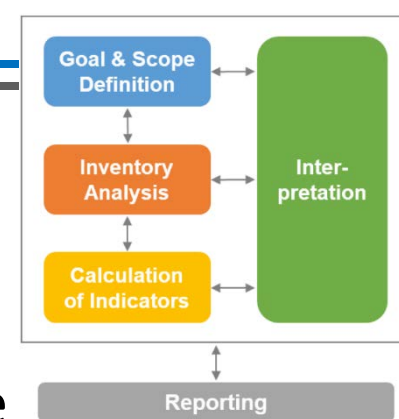 Goal & Scope
Definition
Inventory
Analysis
Inter-
pretation
Calculation
of Indicators
Reporting
e